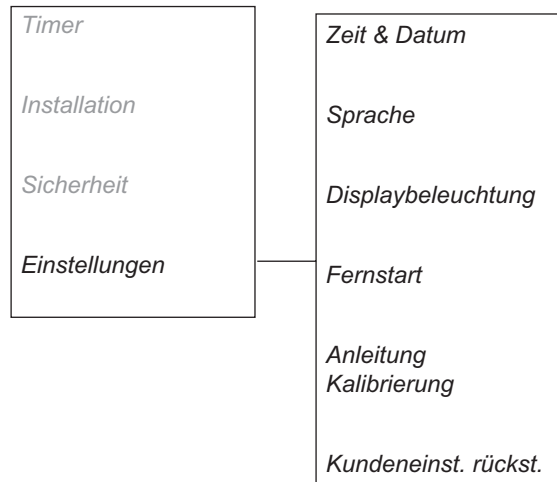 Timer
Installation
Sicherheit
Einstellungen
Zeit & Datum
Sprache
Displaybeleuchtung
Fernstart
Anleitung
Kalibrierung
Kundeneinst. rückst.